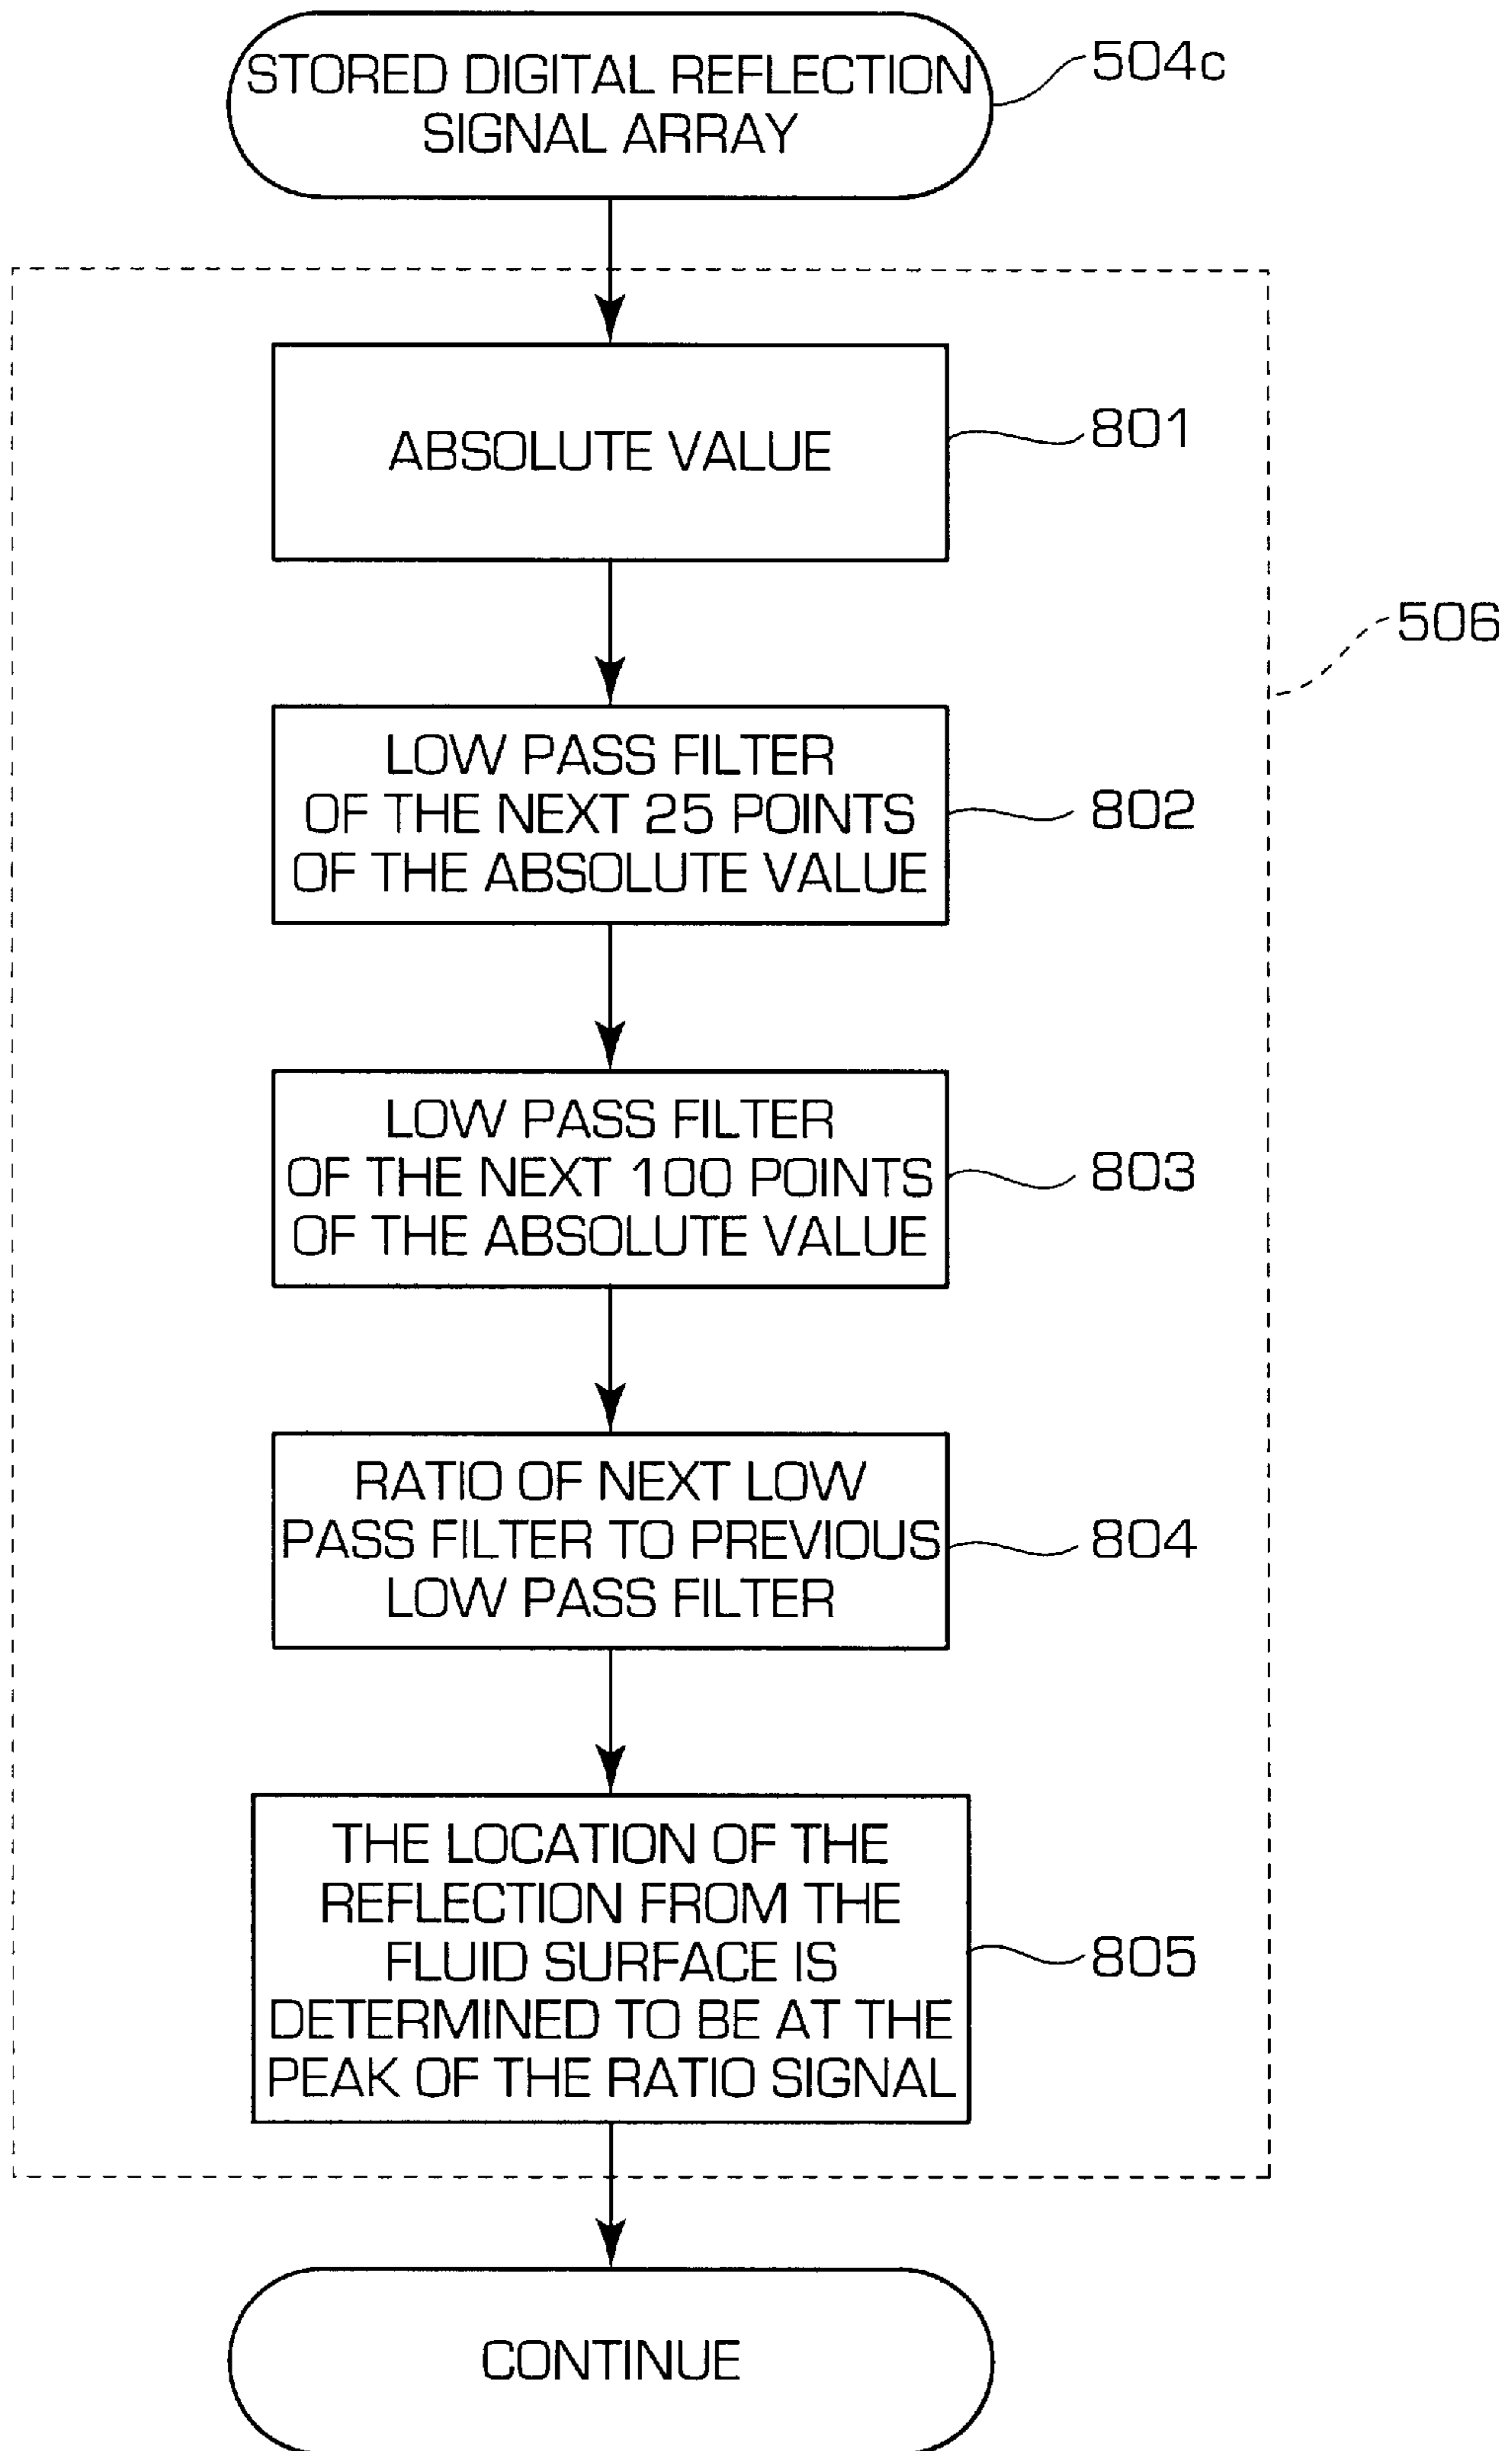 STORED DIGITAL REFLECTION
SIGNAL ARRAY
504c
ABSOLUTE VALUE
801
506
LOW PASS FILTER
OF THE NEXT 25 POINTS
OF THE ABSOLUTE VALUE
802
LOW PASS FILTER
OF THE NEXT 100 POINTS
OF THE ABSOLUTE VALUE
803
RATIO OF NEXT LOW
PASS FILTER TO PREVIOUS
LOW PASS FILTER
804
THE LOCATION OF THE
REFLECTION FROM THE
FLUID SURFACE IS
DETERMINED TO BE AT THE
PEAK OF THE RATIO SIGNAL
805
CONTINUE